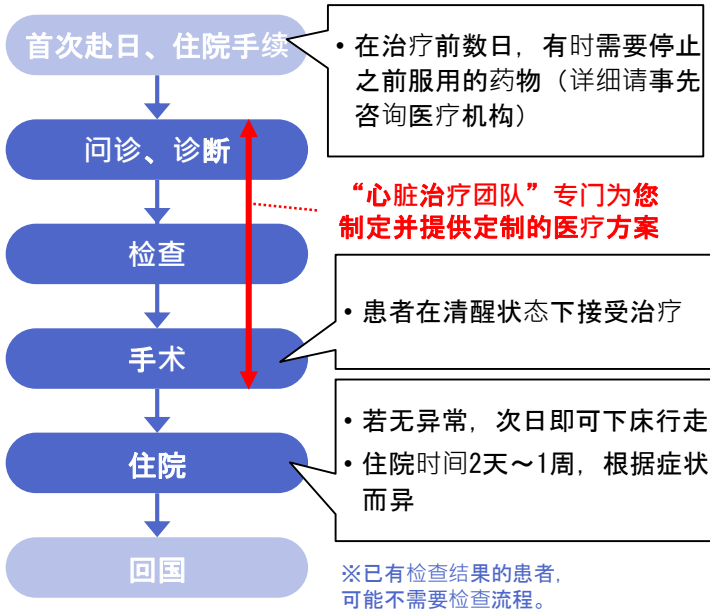 首次赴日、住院手续
• 在治疗前数日，有时需要停止
之前服用的药物（详细请事先
咨询医疗机构）
问诊、诊断
“心脏治疗团队”专门为您
制定并提供定制的医疗方案
检查
• 患者在清醒状态下接受治疗
手术
• 若无异常，次日即可下床行走
• 住院时间2天～1周，根据症状
而异
住院
回国
※已有检查结果的患者，
可能不需要检查流程。